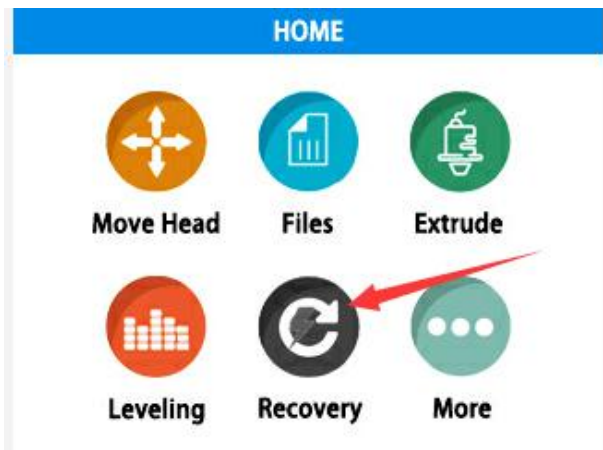 HOME
Move Head
Files
Extrude
Leveling
Recovery
More